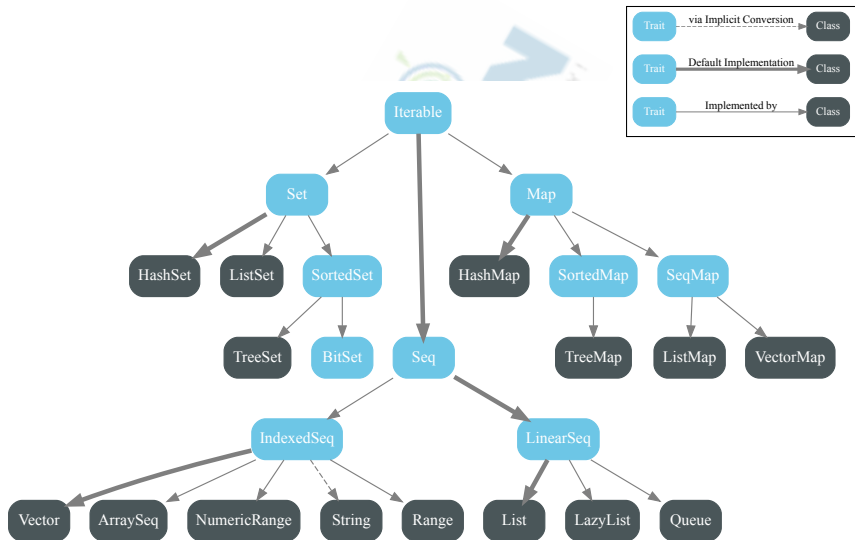 via Implicit Conversion
Trait
Class
Default Implementation
Trait
Class
Implemented by
Trait
Class
Iterable
Set
Map
HashSet
ListSet
SortedSet
HashMap
SortedMap
SeqMap
TreeSet
BitSet
Seq
TreeMap
ListMap
VectorMap
IndexedSeq
LinearSeq
Vector
ArraySeq
NumericRange
String
Range
List
LazyList
Queue